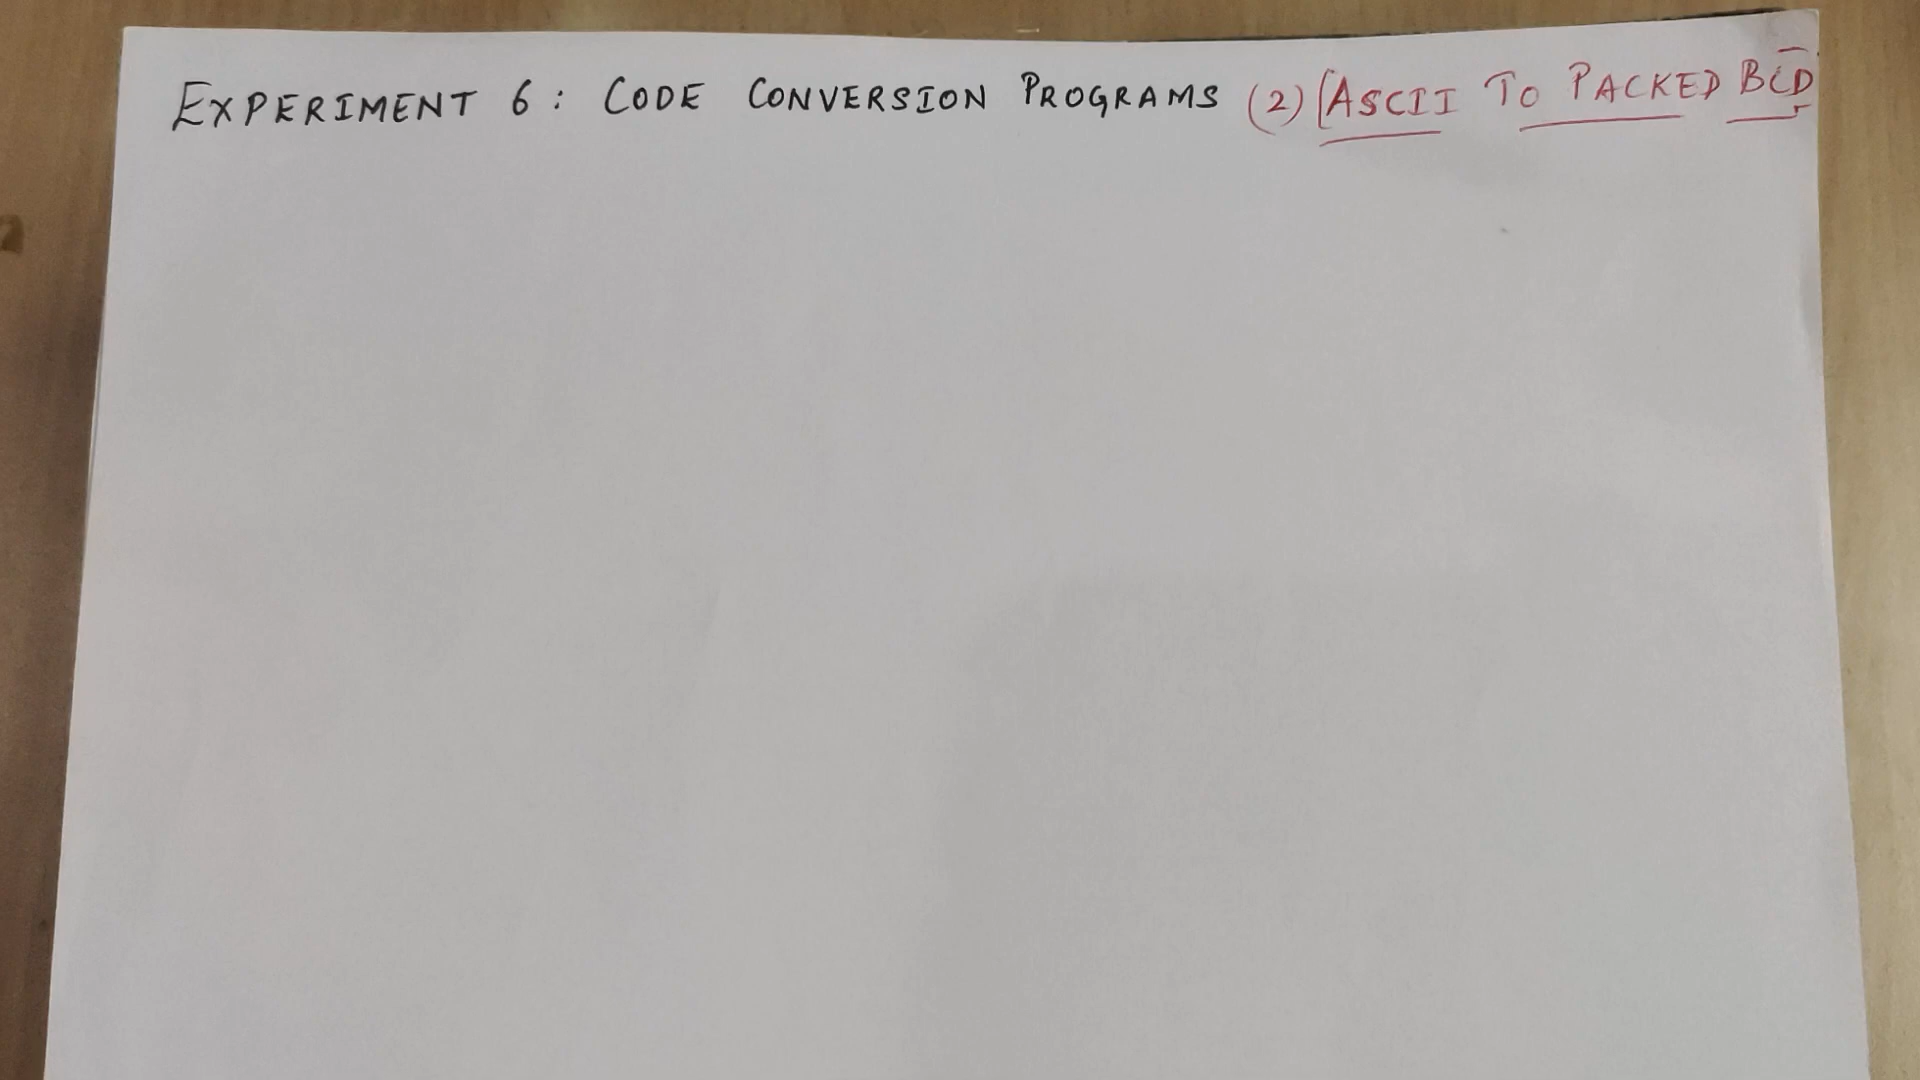 EXPERIMENT 6: CODE CONVERSION PROGRAMS (2) [ASCII TO PACKED BCD]